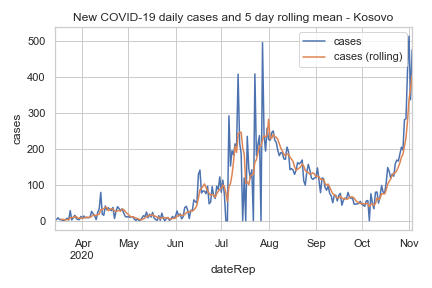 New COVID-19 daily cases and 5 day rolling mean - Kosovo
500
400
300
200
100
0
cases
cases
cases (rolling)
Apr
2020
May
Jun
Jul
Aug
Sep
Oct
Nov
dateRep